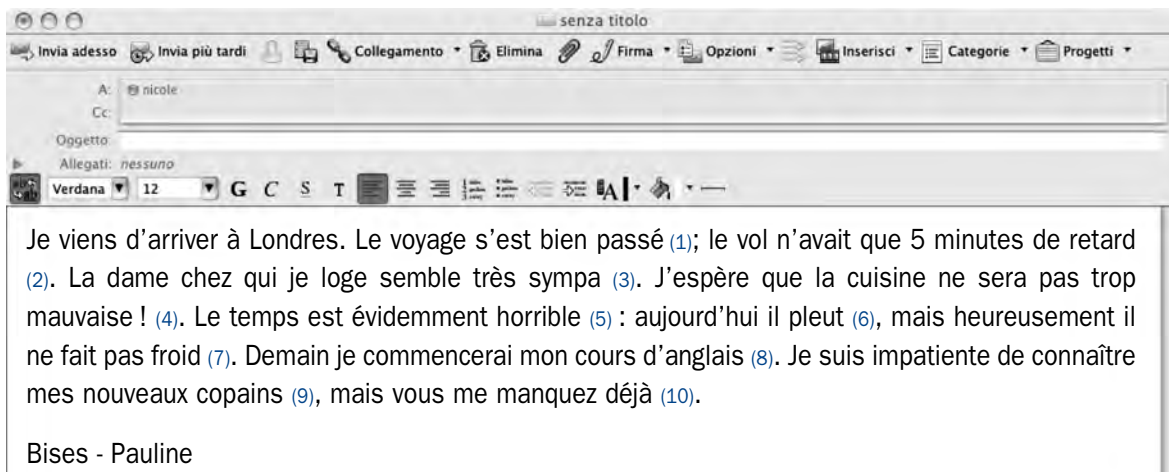 senza titolo
Invia adesso Invia più tardi Collegamento Elimina Firma Opzioni Inserisci Categorie Progetti
A: nicole
Cc:
Oggetto:
Allegati: nessuno
Verdana 12 G C S T A
Je viens d'arriver à Londres. Le voyage s'est bien passé (1); le vol n'avait que 5 minutes de retard
(2). La dame chez qui je loge semble très sympa (3). J'espère que la cuisine ne sera pas trop
mauvaise ! (4). Le temps est évidemment horrible (5) : aujourd'hui il pleut (6), mais heureusement il
ne fait pas froid (7). Demain je commencerai mon cours d'anglais (8). Je suis impatiente de connaître
mes nouveaux copains (9), mais vous me manquez déjà (10).
Bises - Pauline